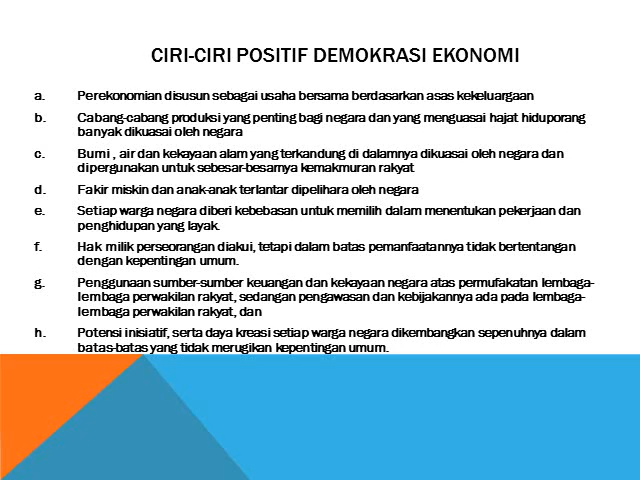 CIRI-CIRI POSITIF DEMOKRASI EKONOMI
a. Perekonomian disusun sebagai usaha bersama berdasarkan asas kekeluargaan
b. Cabang-cabang produksi yang penting bagi negara dan yang menguasai hajat hiduporang
banyak dikuasai oleh negara
c. Bumi , air dan kekayaan alam yang terkandung di dalamnya dikuasai oleh negara dan
dipergunakan untuk sebesar-besarnya kemakmuran rakyat
d. Fakir miskin dan anak-anak terlantar dipelihara oleh negara
e. Setiap warga negara diberi kebebasan untuk memilih dalam menentukan pekerjaan dan
penghidupan yang layak.
f. Hak milik perseorangan diakui, tetapi dalam batas pemanfaatannya tidak bertentangan
dengan kepentingan umum.
g. Penggunaan sumber-sumber keuangan dan kekayaan negara atas permufakatan lembaga-
lembaga perwakilan rakyat, sedangan pengawasan dan kebijakannya ada pada lembaga-
lembaga perwakilan rakyat, dan
h. Potensi inisiatif, serta daya kreasi setiap warga negara dikembangkan sepenuhnya dalam
batas-batas yang tidak merugikan kepentingan umum.